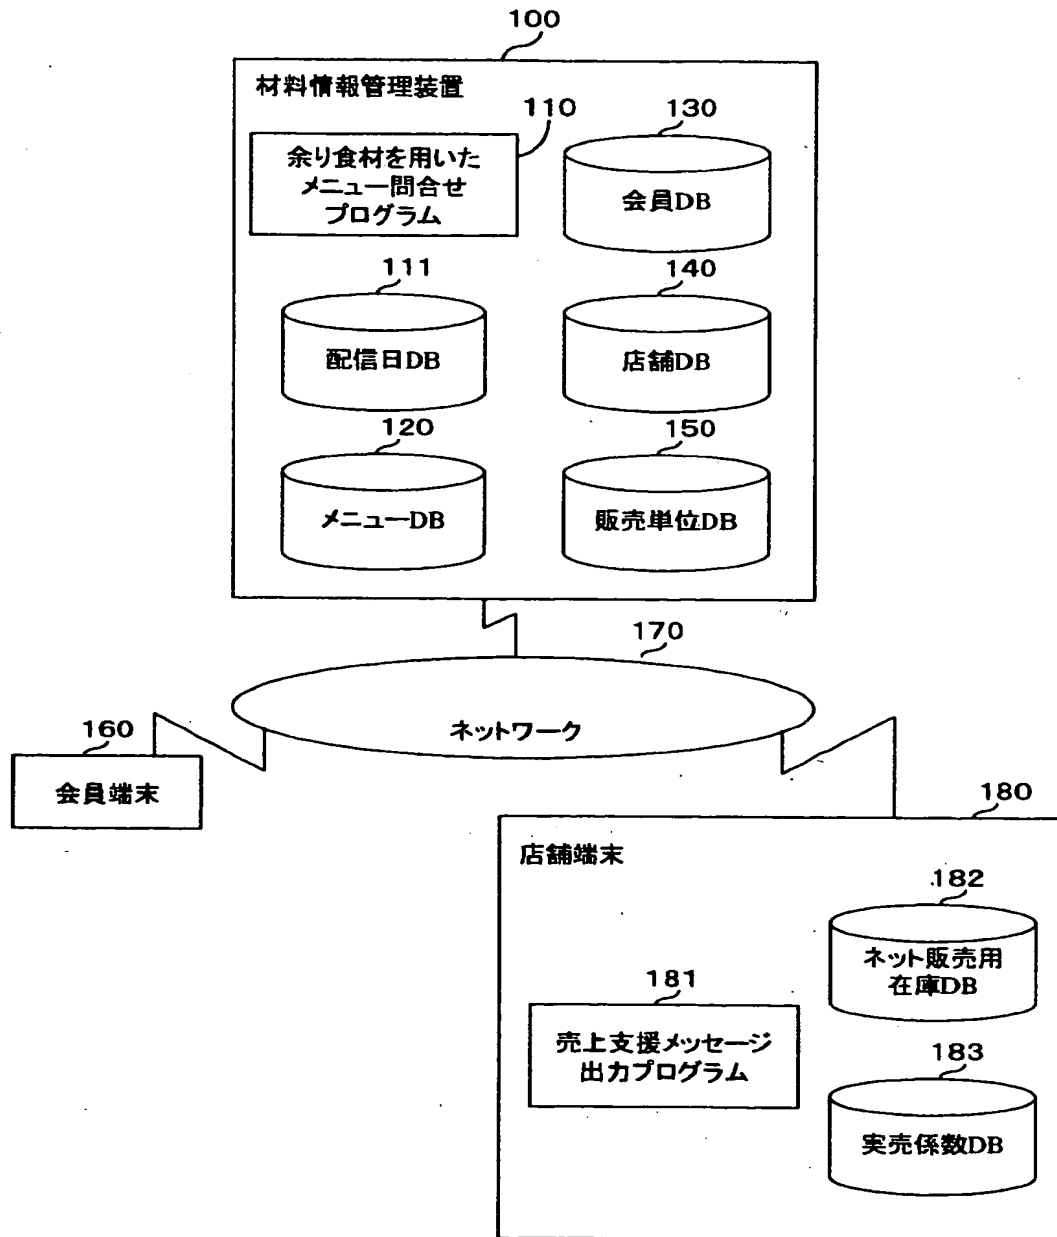 100
材料情報管理装置
110
余り食材を用いた
メニュー問合せ
プログラム
130
会員DB
111
配信日DB
140
店舗DB
120
メニューDB
150
販売単位DB
170
ネットワーク
160
会員端末
180
店舗端末
182
ネット販売用
在庫DB
181
売上支援メッセージ
出力プログラム
183
実売係数DB